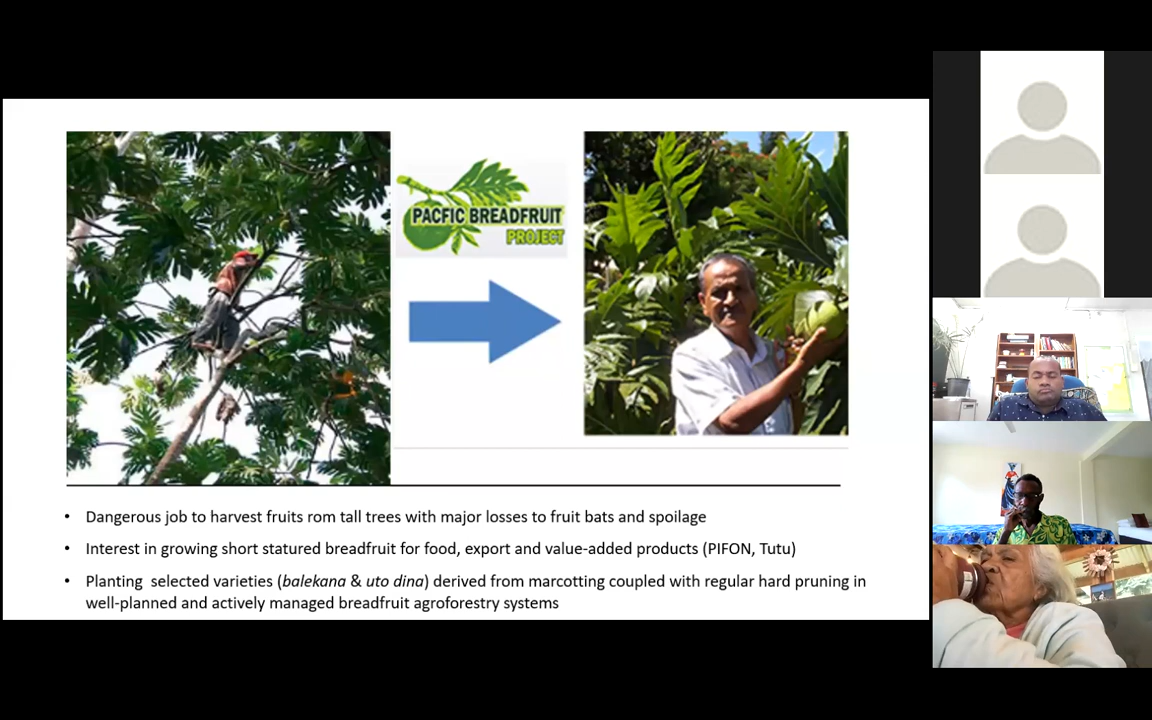 PACFIC BREADFRUIT
PROJECT
• Dangerous job to harvest fruits rom tall trees with major losses to fruit bats and spoilage
• Interest in growing short statured breadfruit for food, export and value-added products (PIFON, Tutu)
• Planting selected varieties (balekana & uto dina) derived from marcotting coupled with regular hard pruning in
well-planned and actively managed breadfruit agroforestry systems